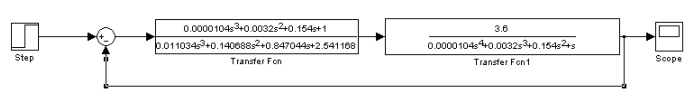 0.0000104s³+0.0032s²+0.154s+1
0.011034s³+0.140688s²+0.847044s+2.541168
3.6
0.0000104s⁴+0.0032s³+0.154s²+s
Step
Transfer Fcn
Transfer Fcn1
Scope